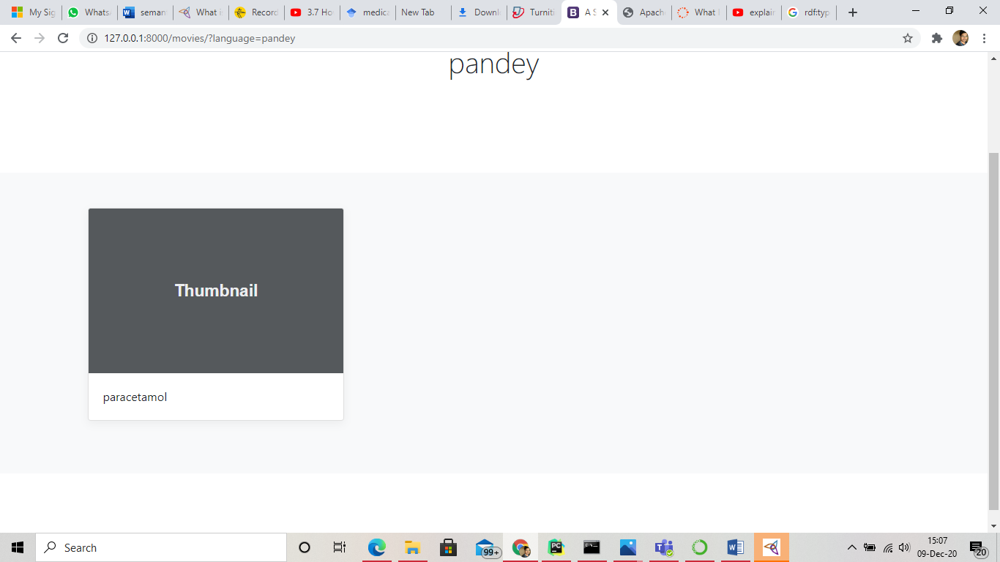 My Sig
Whats
seman
What i
Record
3.7 Ho
medica
New Tab
Downl
Turniti
A S
Apach
What
explair
rdf:typ
127.0.0.1:8000/movies/?language=pandey
pandey
Thumbnail
paracetamol
Search
99+
15:07
09-Dec-20
20